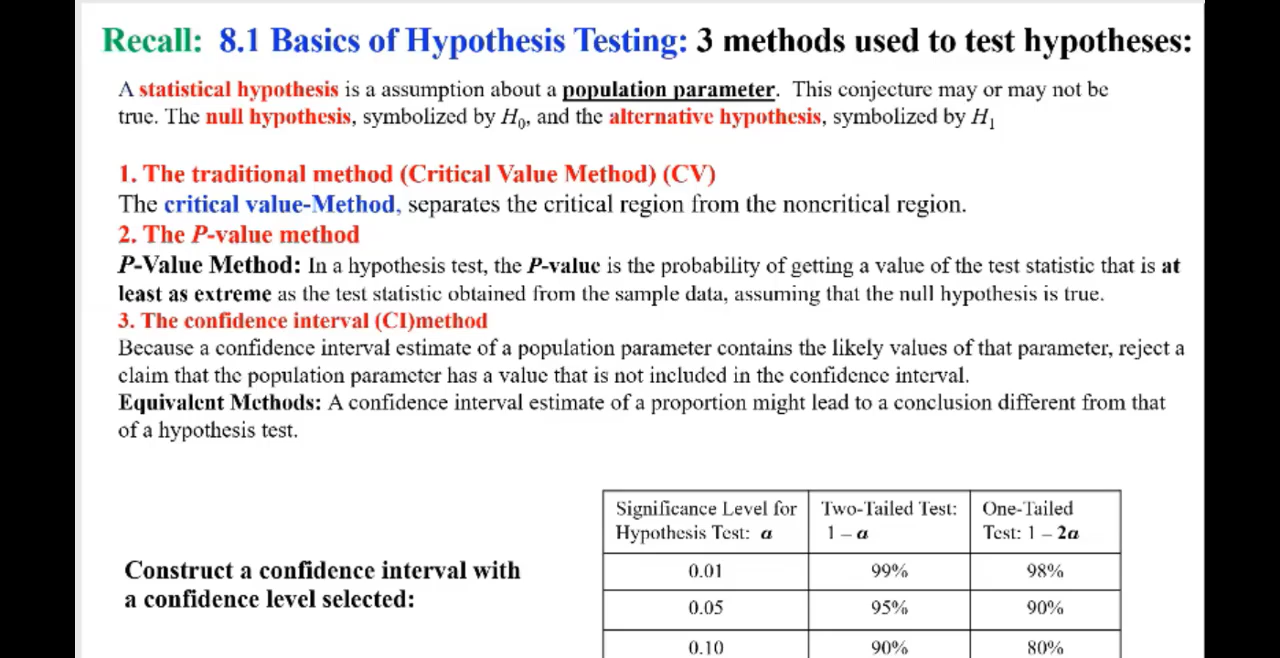 Recall: 8.1 Basics of Hypothesis Testing: 3 methods used to test hypotheses:
A statistical hypothesis is a assumption about a population parameter. This conjecture may or may not be
true. The null hypothesis, symbolized by H₀, and the alternative hypothesis, symbolized by H₁
1. The traditional method (Critical Value Method) (CV)
The critical value-Method, separates the critical region from the noncritical region.
2. The P-value method
P-Value Method: In a hypothesis test, the P-value is the probability of getting a value of the test statistic that is at
least as extreme as the test statistic obtained from the sample data, assuming that the null hypothesis is true.
3. The confidence interval (CI)method
Because a confidence interval estimate of a population parameter contains the likely values of that parameter, reject a
claim that the population parameter has a value that is not included in the confidence interval.
Equivalent Methods: A confidence interval estimate of a proportion might lead to a conclusion different from that
of a hypothesis test.
Construct a confidence interval with
a confidence level selected:
Significance Level for Two-Tailed Test: One-Tailed
Hypothesis Test: α 1 – α Test: 1 – 2α
0.01 99% 98%
0.05 95% 90%
0.10 90% 80%